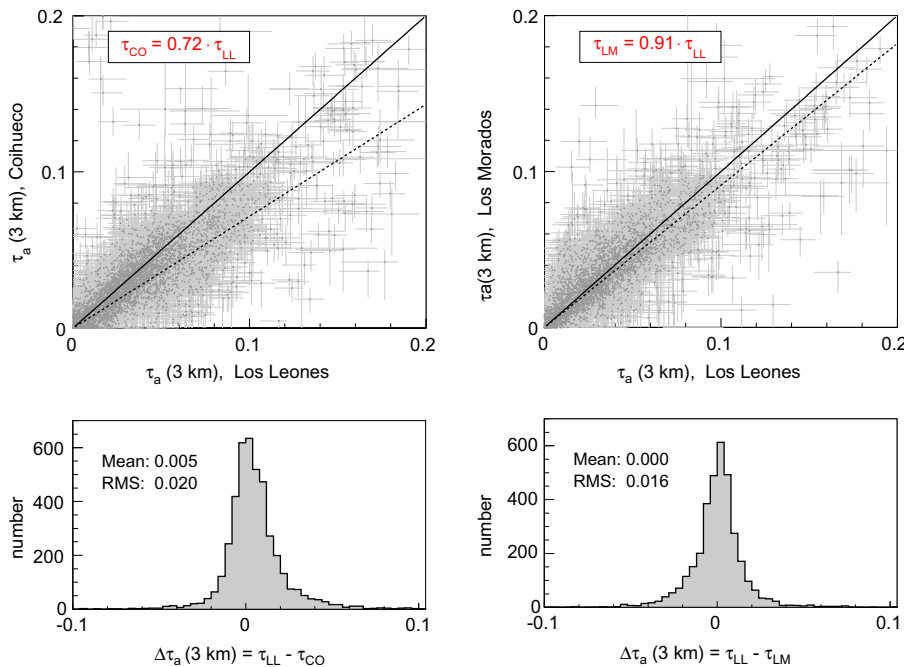 0.2
τCO = 0.72 · τLL
0.1
τa (3 km), Coihueco
0
0 0.1 0.2
τa (3 km), Los Leones
0.2
τLM = 0.91 · τLL
0.1
τa(3 km), Los Morados
0
0 0.1 0.2
τa (3 km), Los Leones
600
400
200
0
number
Mean: 0.005
RMS: 0.020
-0.1 0 0.1
Δτa (3 km) = τLL - τCO
600
400
200
0
number
Mean: 0.000
RMS: 0.016
-0.1 0 0.1
Δτa (3 km) = τLL - τLM